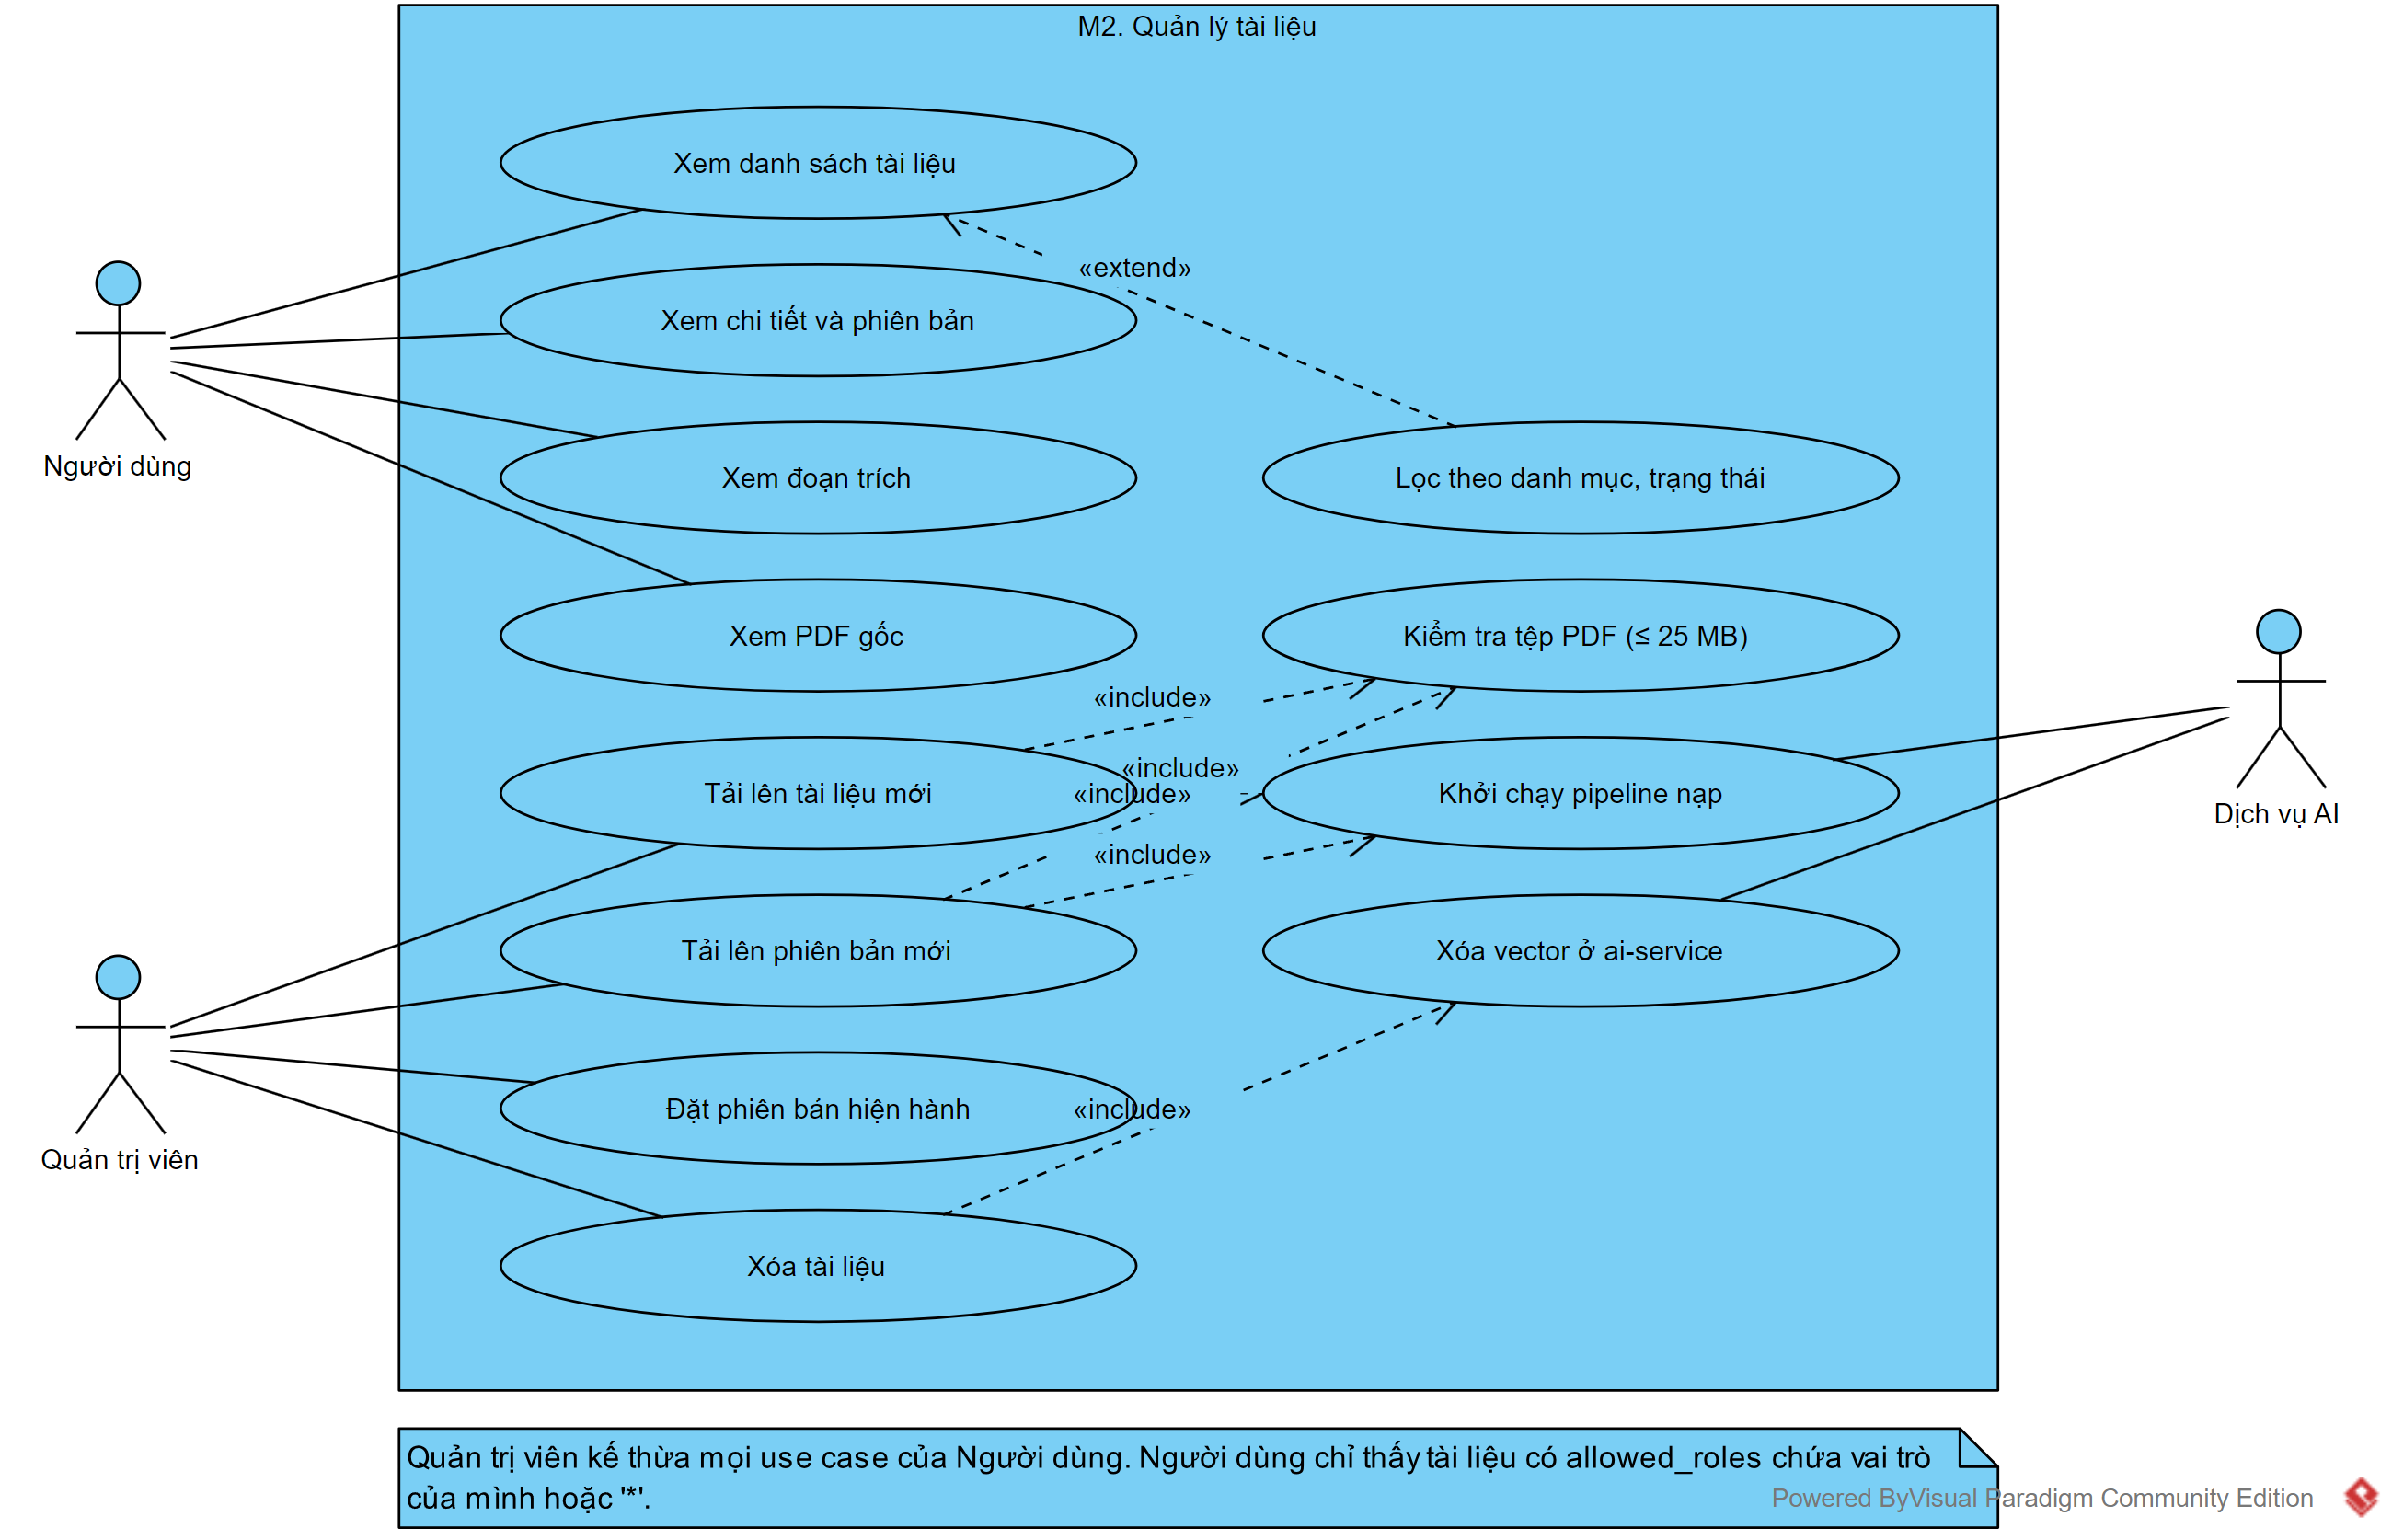 M2. Quản lý tài liệu
Xem danh sách tài liệu
«extend»
Xem chi tiết và phiên bản
Người dùng
Xem đoạn trích
Lọc theo danh mục, trạng thái
Xem PDF gốc
Kiểm tra tệp PDF (≤ 25 MB)
«include»
«include»
Tải lên tài liệu mới
«include»
Khởi chạy pipeline nạp
Dịch vụ AI
«include»
Tải lên phiên bản mới
Xóa vector ở ai-service
Đặt phiên bản hiện hành
«include»
Quản trị viên
Xóa tài liệu
Quản trị viên kế thừa mọi use case của Người dùng. Người dùng chỉ thấy tài liệu có allowed_roles chứa vai trò
của mình hoặc '*'.
Powered ByVisual Paradigm Community Edition